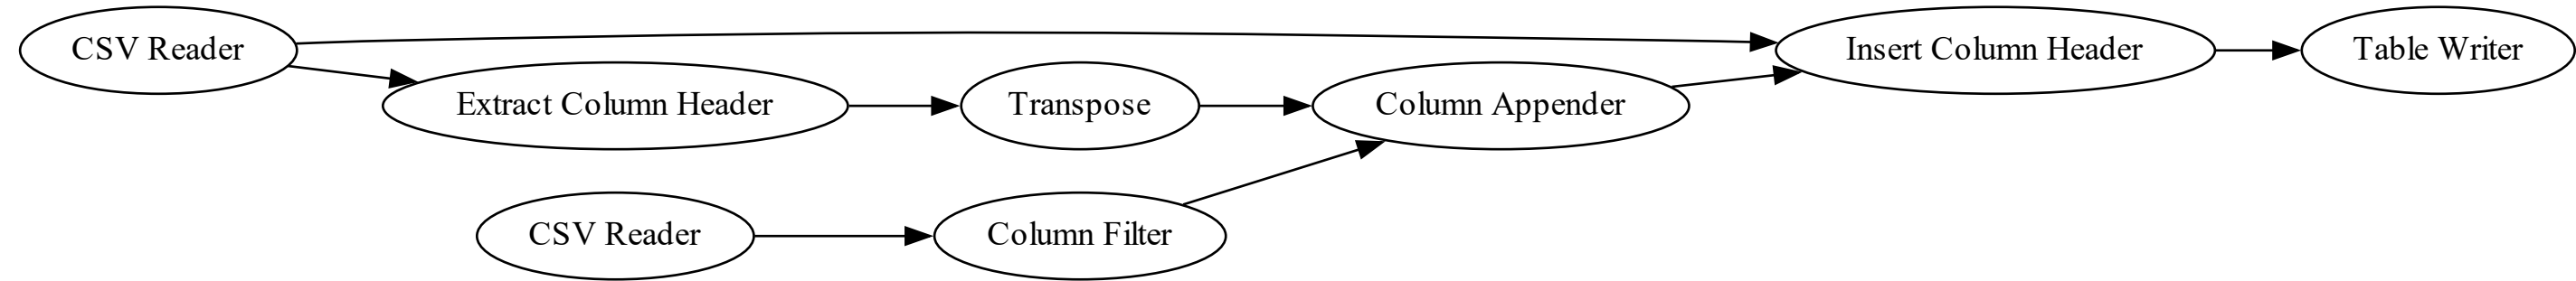 CSV Reader
Extract Column Header
Transpose
Column Appender
Insert Column Header
Table Writer
CSV Reader
Column Filter